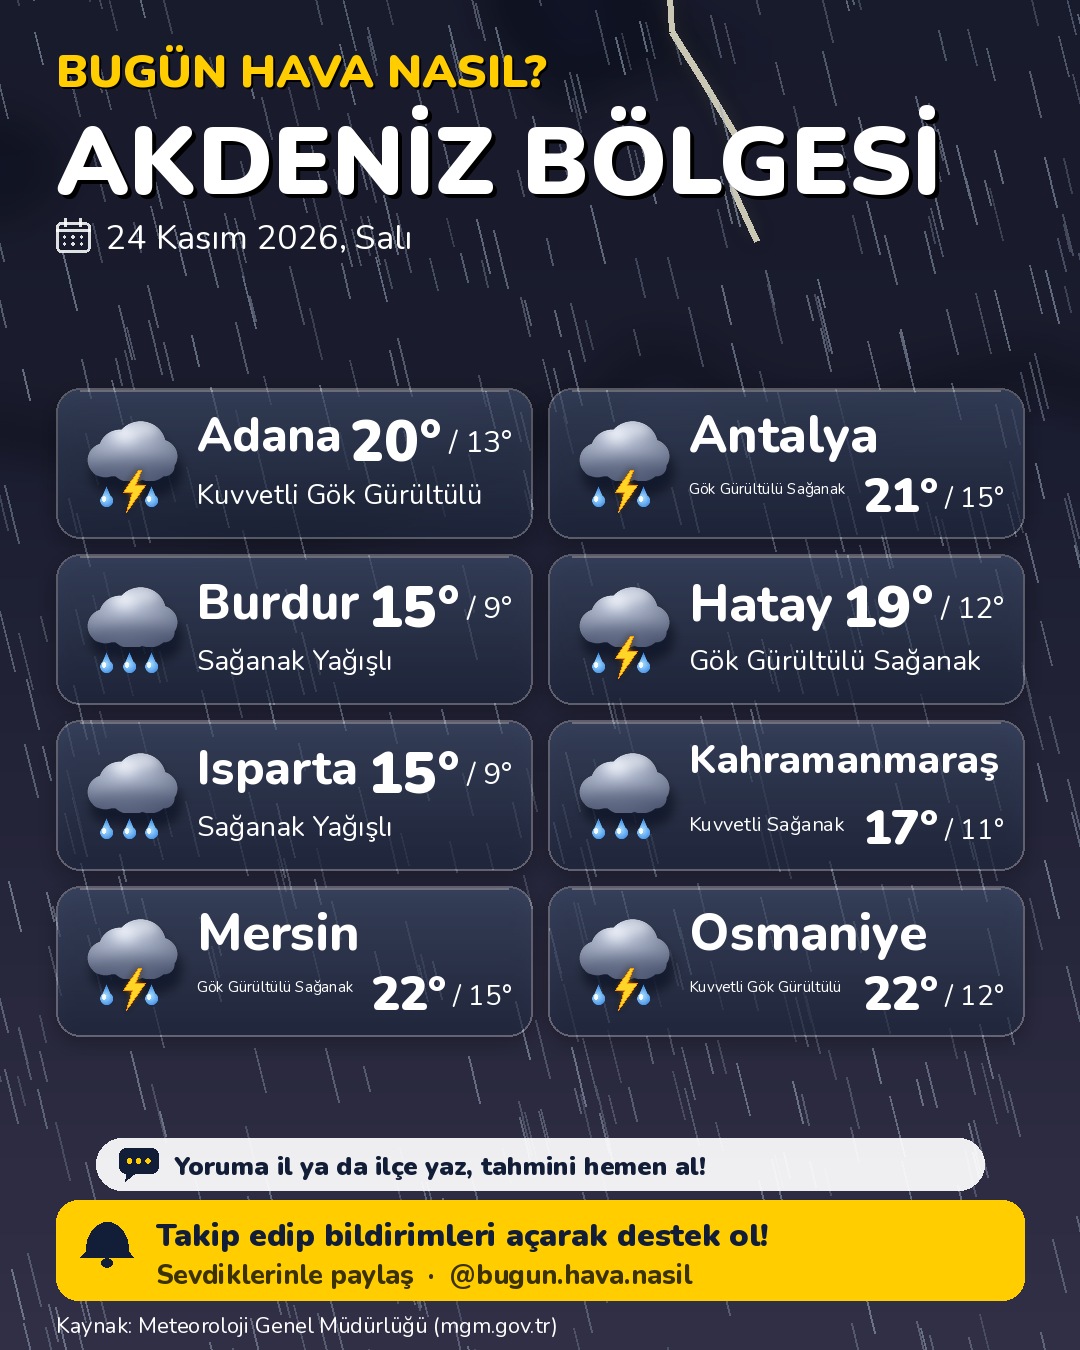 BUGÜN HAVA NASIL?
AKDENİZ BÖLGESİ
24 Kasım 2026, Salı
Adana 20° / 13°
Kuvvetli Gök Gürültülü
Antalya
Gök Gürültülü Sağanak 21° / 15°
Burdur 15° / 9°
Sağanak Yağışlı
Hatay 19° / 12°
Gök Gürültülü Sağanak
Isparta 15° / 9°
Sağanak Yağışlı
Kahramanmaraş
Kuvvetli Sağanak 17° / 11°
Mersin
Gök Gürültülü Sağanak 22° / 15°
Osmaniye
Kuvvetli Gök Gürültülü 22° / 12°
Yoruma il ya da ilçe yaz, tahmini hemen al!
Takip edip bildirimleri açarak destek ol!
Sevdiklerinle paylaş · @bugun.hava.nasil
Kaynak: Meteoroloji Genel Müdürlüğü (mgm.gov.tr)